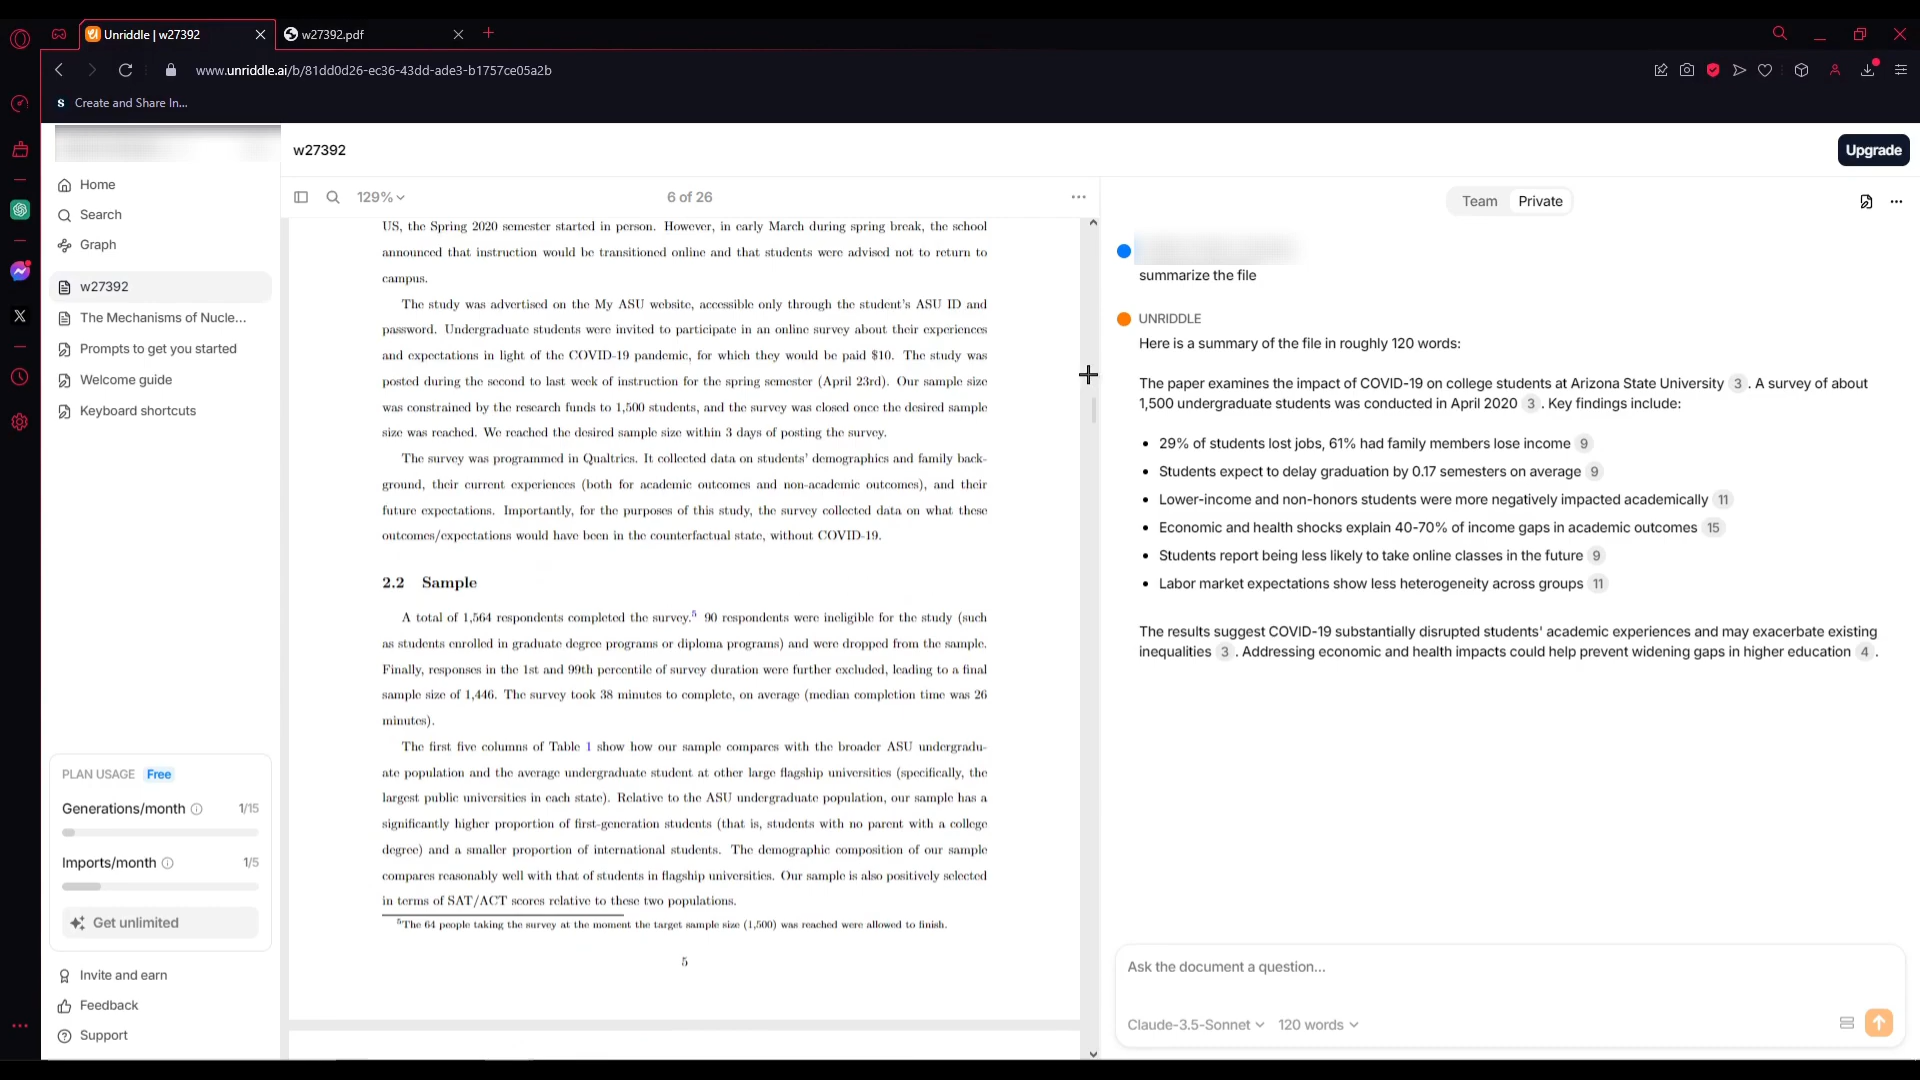 Unriddle | w27392
w27392.pdf
www.unriddle.ai/b/81dd0d26-ec36-43dd-ade3-b1757ce05a2b
Create and Share In...
w27392
Upgrade
Home
Search
Graph
w27392
The Mechanisms of Nucle...
Prompts to get you started
Welcome guide
Keyboard shortcuts
PLAN USAGE Free
Generations/month 1/15
Imports/month 1/5
Get unlimited
Invite and earn
Feedback
Support
129%
6 of 26
US, the Spring 2020 semester started in person. However, in early March during spring break, the school
announced that instruction would be transitioned online and that students were advised not to return to
campus.
The study was advertised on the My ASU website, accessible only through the student's ASU ID and
password. Undergraduate students were invited to participate in an online survey about their experiences
and expectations in light of the COVID-19 pandemic, for which they would be paid $10. The study was
posted during the second to last week of instruction for the spring semester (April 23rd). Our sample size
was constrained by the research funds to 1,500 students, and the survey was closed once the desired sample
size was reached. We reached the desired sample size within 3 days of posting the survey.
The survey was programmed in Qualtrics. It collected data on students' demographics and family back-
ground, their current experiences (both for academic outcomes and non-academic outcomes), and their
future expectations. Importantly, for the purposes of this study, the survey collected data on what these
outcomes/expectations would have been in the counterfactual state, without COVID-19.
2.2 Sample
A total of 1,564 respondents completed the survey.5 90 respondents were ineligible for the study (such
as students enrolled in graduate degree programs or diploma programs) and were dropped from the sample.
Finally, responses in the 1st and 99th percentile of survey duration were further excluded, leading to a final
sample size of 1,446. The survey took 38 minutes to complete, on average (median completion time was 26
minutes).
The first five columns of Table 1 show how our sample compares with the broader ASU undergradu-
ate population and the average undergraduate student at other large flagship universities (specifically, the
largest public universities in each state). Relative to the ASU undergraduate population, our sample has a
significantly higher proportion of first-generation students (that is, students with no parent with a college
degree) and a smaller proportion of international students. The demographic composition of our sample
compares reasonably well with that of students in flagship universities. Our sample is also positively selected
in terms of SAT/ACT scores relative to these two populations.
5The 64 people taking the survey at the moment the target sample size (1,500) was reached were allowed to finish.
5
Team Private
summarize the file
UNRIDDLE
Here is a summary of the file in roughly 120 words:
The paper examines the impact of COVID-19 on college students at Arizona State University 3 . A survey of about
1,500 undergraduate students was conducted in April 2020 3 . Key findings include:
• 29% of students lost jobs, 61% had family members lose income 9
• Students expect to delay graduation by 0.17 semesters on average 9
• Lower-income and non-honors students were more negatively impacted academically 11
• Economic and health shocks explain 40-70% of income gaps in academic outcomes 15
• Students report being less likely to take online classes in the future 9
• Labor market expectations show less heterogeneity across groups 11
The results suggest COVID-19 substantially disrupted students' academic experiences and may exacerbate existing
inequalities 3 . Addressing economic and health impacts could help prevent widening gaps in higher education 4 .
Ask the document a question...
Claude-3.5-Sonnet 120 words